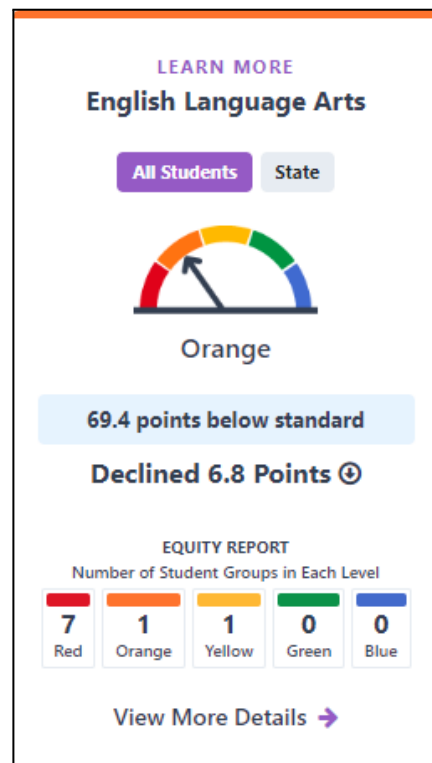 LEARN MORE
English Language Arts
All Students State
Orange
69.4 points below standard
Declined 6.8 Points
EQUITY REPORT
Number of Student Groups in Each Level
7 1 1 0 0
Red Orange Yellow Green Blue
View More Details